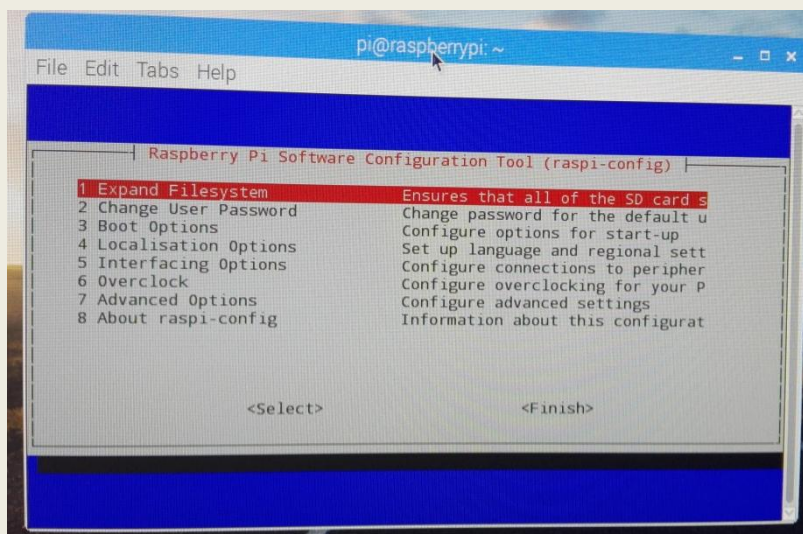 pi@raspberrypi: ~
File Edit Tabs Help
Raspberry Pi Software Configuration Tool (raspi-config)
1 Expand Filesystem Ensures that all of the SD card s
2 Change User Password Change password for the default u
3 Boot Options Configure options for start-up
4 Localisation Options Set up language and regional sett
5 Interfacing Options Configure connections to peripher
6 Overclock Configure overclocking for your P
7 Advanced Options Configure advanced settings
8 About raspi-config Information about this configurat
<Select> <Finish>